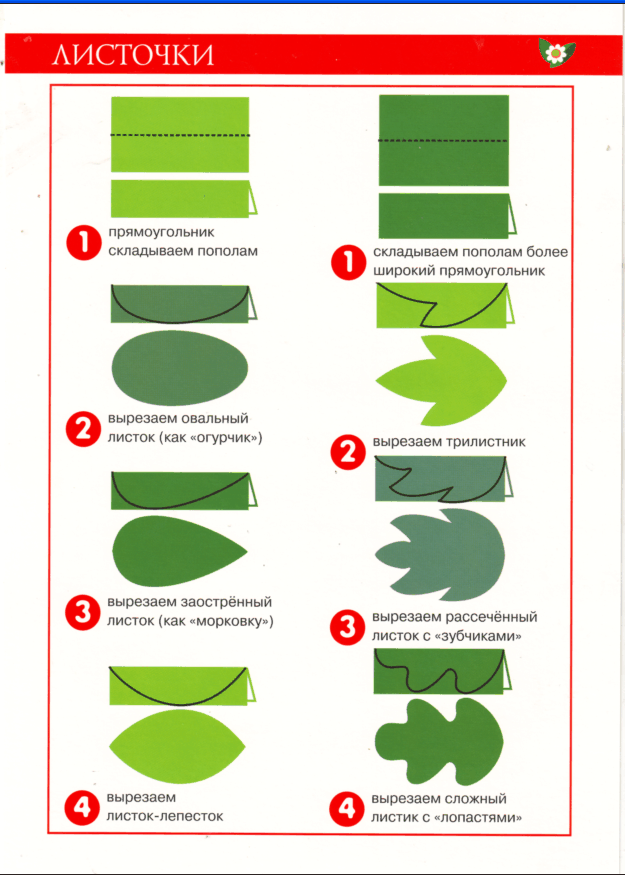 ЛИСТОЧКИ
1
прямоугольник
складываем пополам
2
вырезаем овальный
листок (как «огурчик»)
3
вырезаем заострённый
листок (как «морковку»)
4
вырезаем
листок-лепесток
1
складываем пополам более
широкий прямоугольник
2
вырезаем трилистник
3
вырезаем рассечённый
листок с «зубчиками»
4
вырезаем сложный
листик с «лопастями»